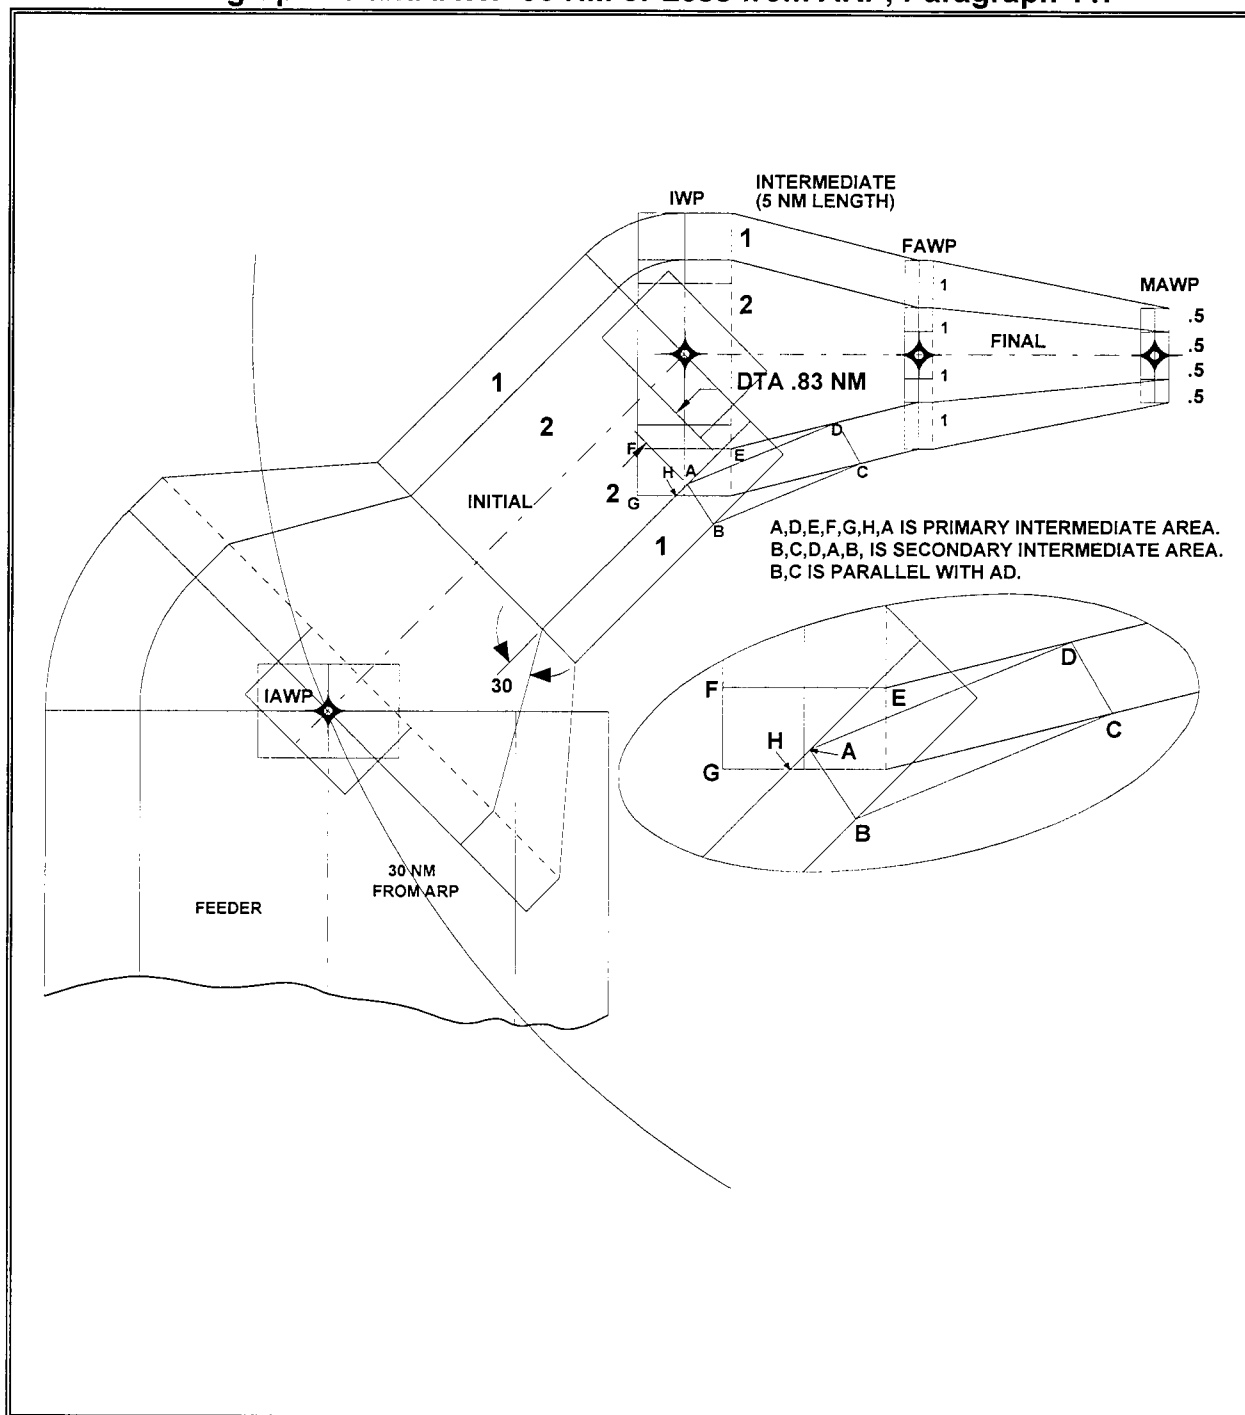 IWP
INTERMEDIATE
(5 NM LENGTH)
1
FAWP
MAWP
2
1
.5
1
FINAL
.5
1
DTA .83 NM
1
.5
2
1
.5
F
D
E
A
H
C
INITIAL
2
G
B
1
A,D,E,F,G,H,A IS PRIMARY INTERMEDIATE AREA.
B,C,D,A,B, IS SECONDARY INTERMEDIATE AREA.
B,C IS PARALLEL WITH AD.
30
IAWP
F
E
D
H
A
C
G
B
30 NM
FROM ARP
FEEDER